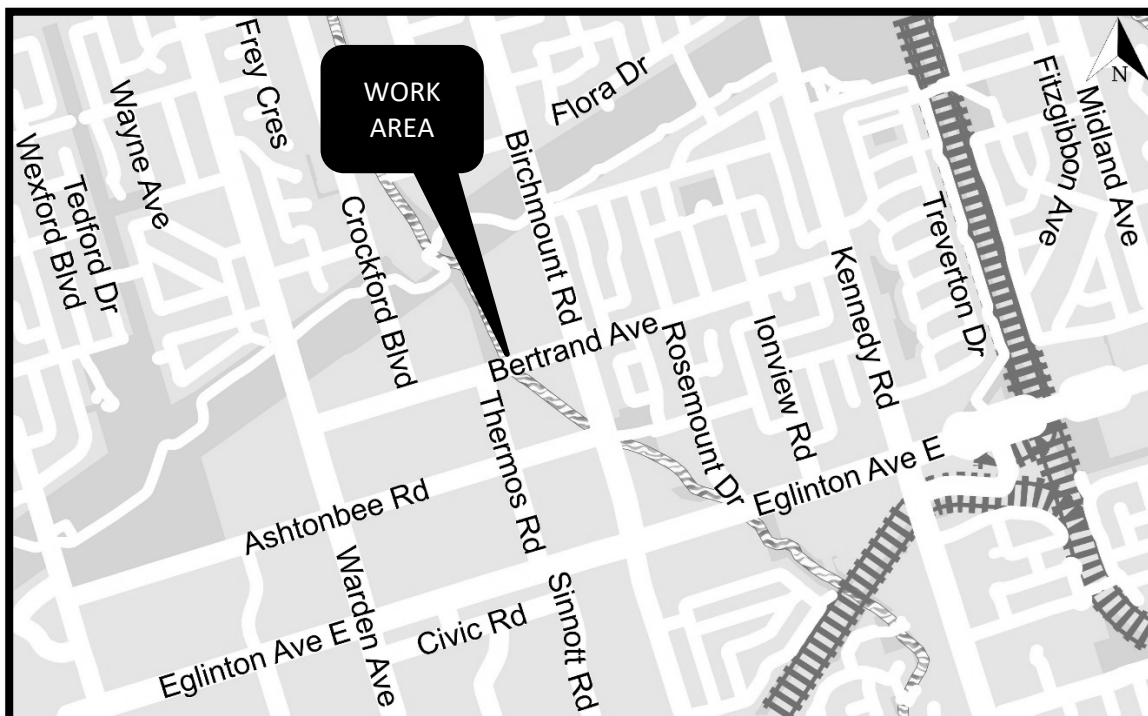 Frey Cres
WORK
AREA
Flora Dr
N
Fitzgibbon Ave
Midland Ave
Wayne Ave
Wexford Blvd
Tedford Dr
Birchmount Rd
Crockford Blvd
Treverton Dr
Kennedy Rd
Ionview Rd
Bertrand Ave
Rosemount Dr
Thermos Rd
Eglinton Ave E
Ashtonbee Rd
Warden Ave
Sinnott Rd
Civic Rd
Eglinton Ave E